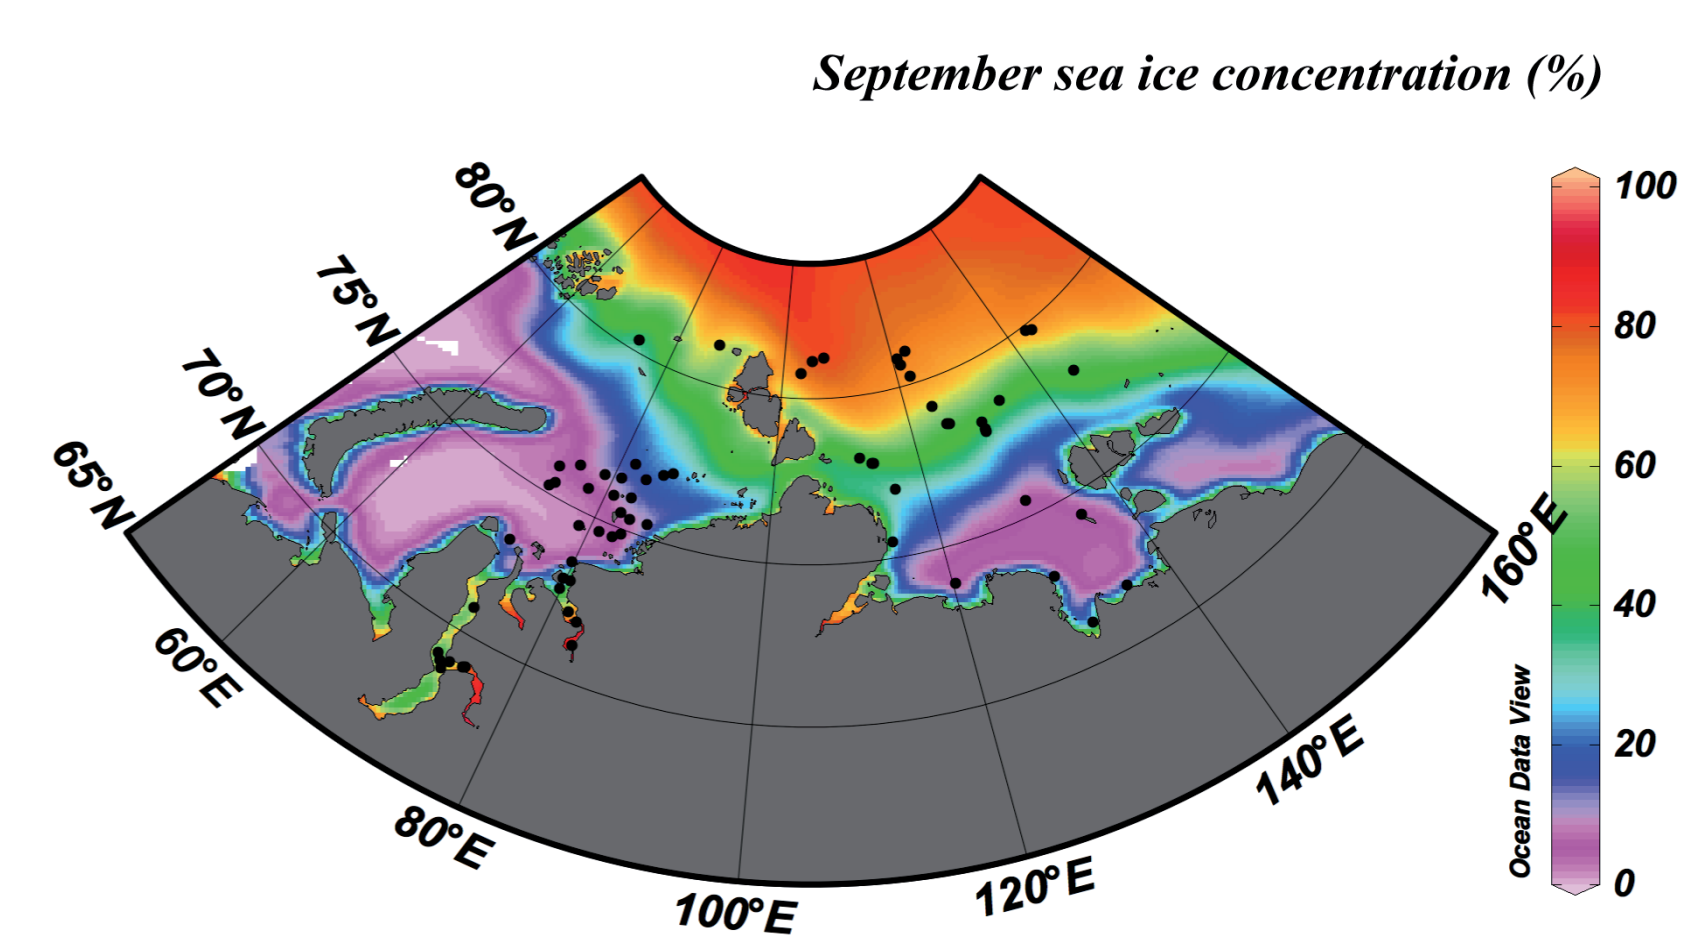 September sea ice concentration (%)
80°N
75°N
70°N
65°N
60°E
80°E
100°E
120°E
140°E
160°E
100
80
60
40
20
0
Ocean Data View